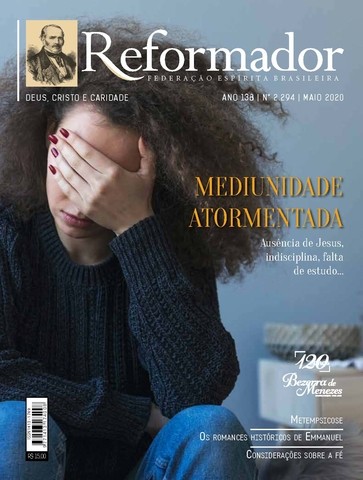 Reformador
FEDERAÇÃO ESPÍRITA BRASILEIRA
DEUS, CRISTO E CARIDADE
ANO 138 | Nº 2.294 | MAIO 2020
MEDIUNIDADE
ATORMENTADA
Ausência de Jesus,
indisciplina, falta
de estudo...
120
Bezerra de
Menezes
METEMPSICOSE
OS ROMANCES HISTÓRICOS DE EMMANUEL
CONSIDERAÇÕES SOBRE A FÉ
R$ 15,00